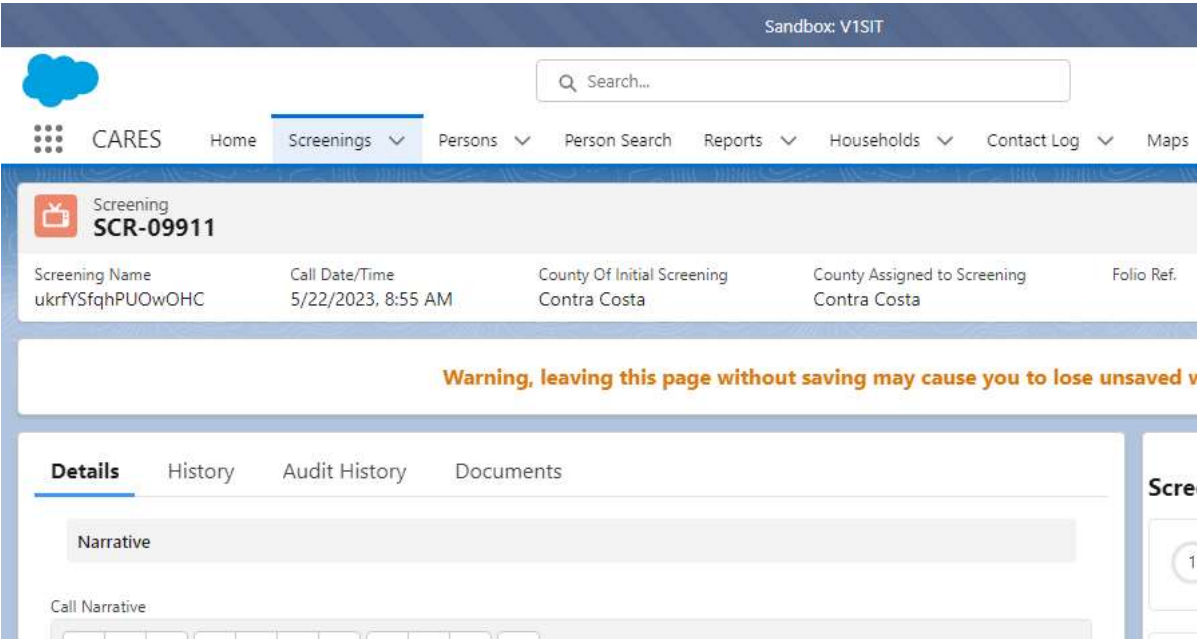 Sandbox: V1SIT
Search...
CARES Home Screenings Persons Person Search Reports Households Contact Log Maps
Screening
SCR-09911
Screening Name Call Date/Time County Of Initial Screening County Assigned to Screening Folio Ref.
ukrfYSfqhPUOwOHC 5/22/2023, 8:55 AM Contra Costa Contra Costa
Warning, leaving this page without saving may cause you to lose unsaved
Details History Audit History Documents
Scre
Narrative
1
Call Narrative